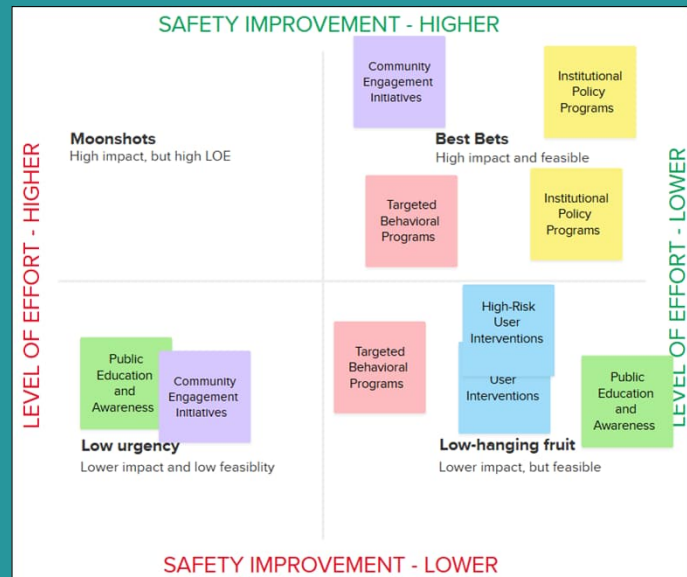 SAFETY IMPROVEMENT - HIGHER
Community
Engagement
Initiatives
Institutional
Policy
Programs
Moonshots
High impact, but high LOE
Best Bets
High impact and feasible
Targeted
Behavioral
Programs
Institutional
Policy
Programs
LEVEL OF EFFORT - HIGHER
LEVEL OF EFFORT - LOWER
High-Risk
User
Interventions
User
Interventions
Targeted
Behavioral
Programs
Public
Education
and
Awareness
Community
Engagement
Initiatives
Public
Education
and
Awareness
Low urgency
Lower impact and low feasiblity
Low-hanging fruit
Lower impact, but feasible
SAFETY IMPROVEMENT - LOWER